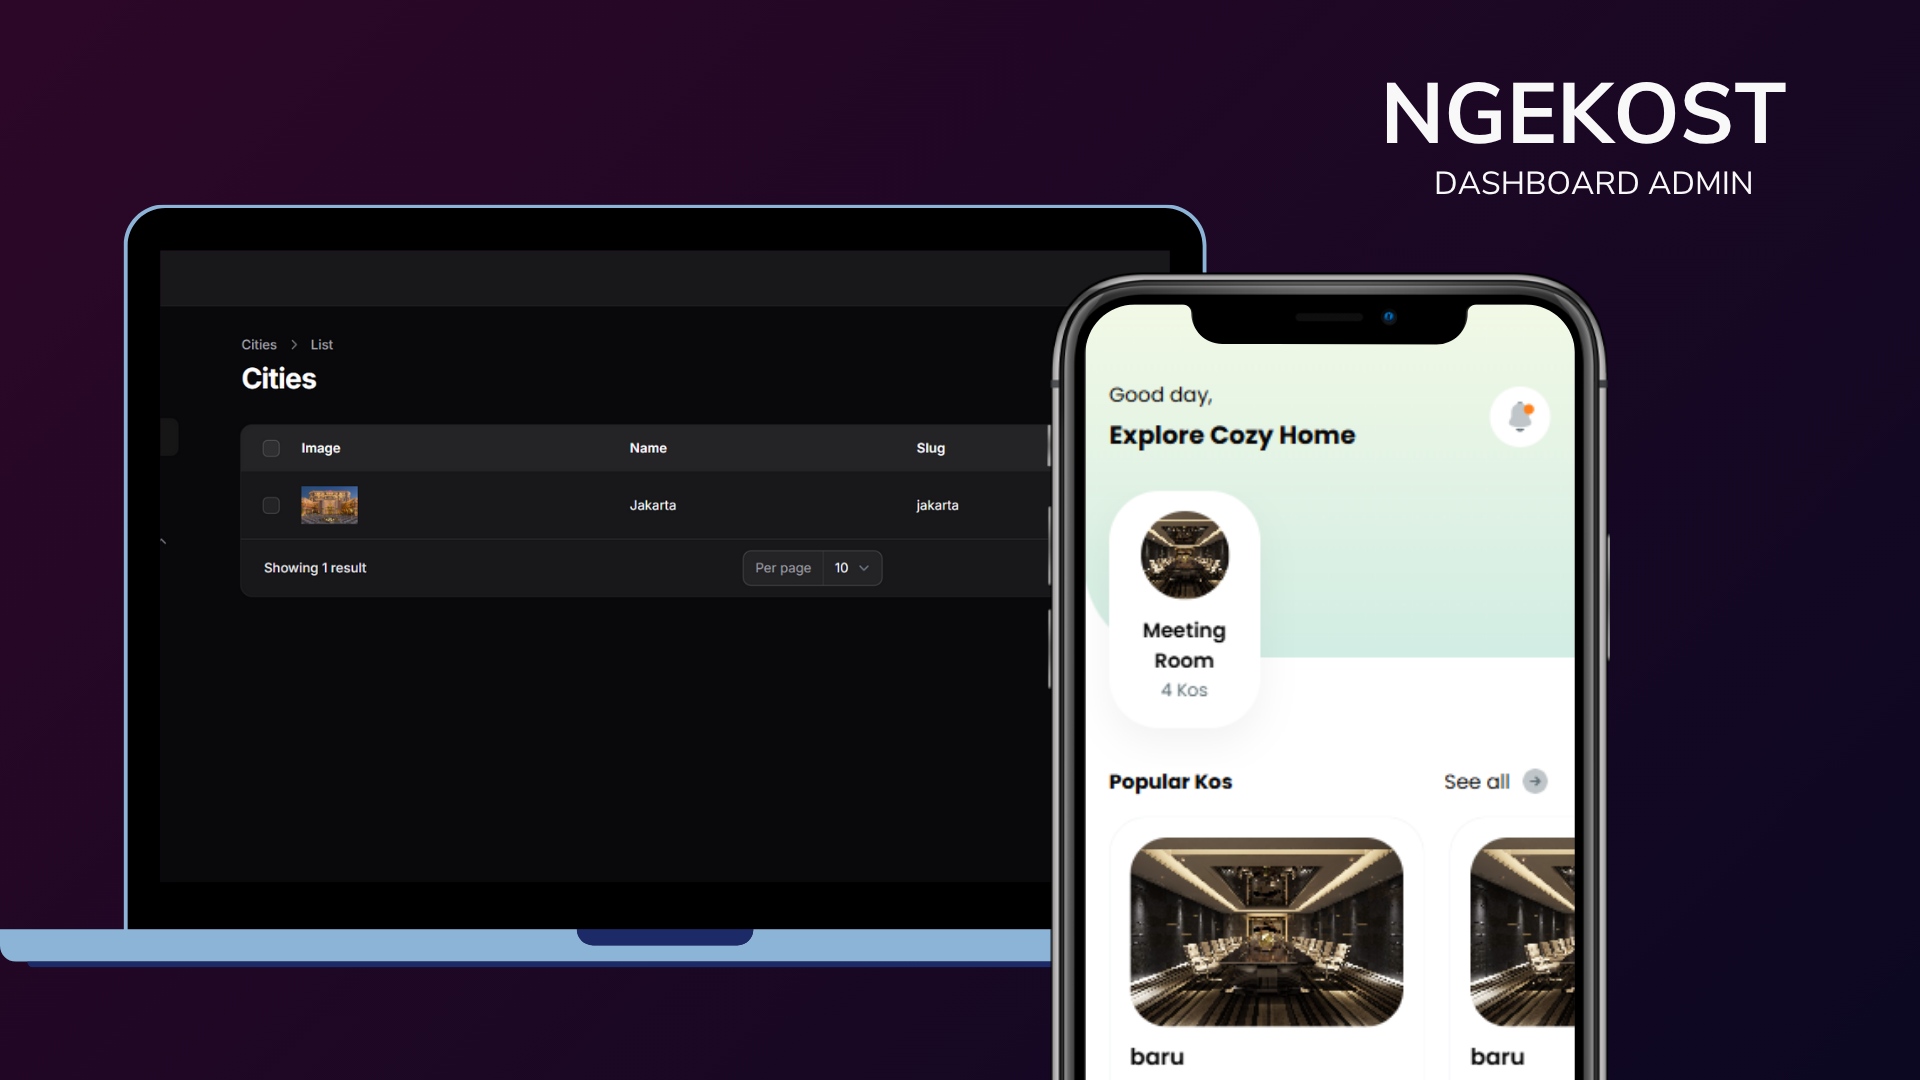 NGEKOST
DASHBOARD ADMIN
Cities > List
Cities
Image Name Slug
Jakarta jakarta
Showing 1 result Per page 10
Good day,
Explore Cozy Home
Meeting
Room
4 Kos
Popular Kos See all
baru baru